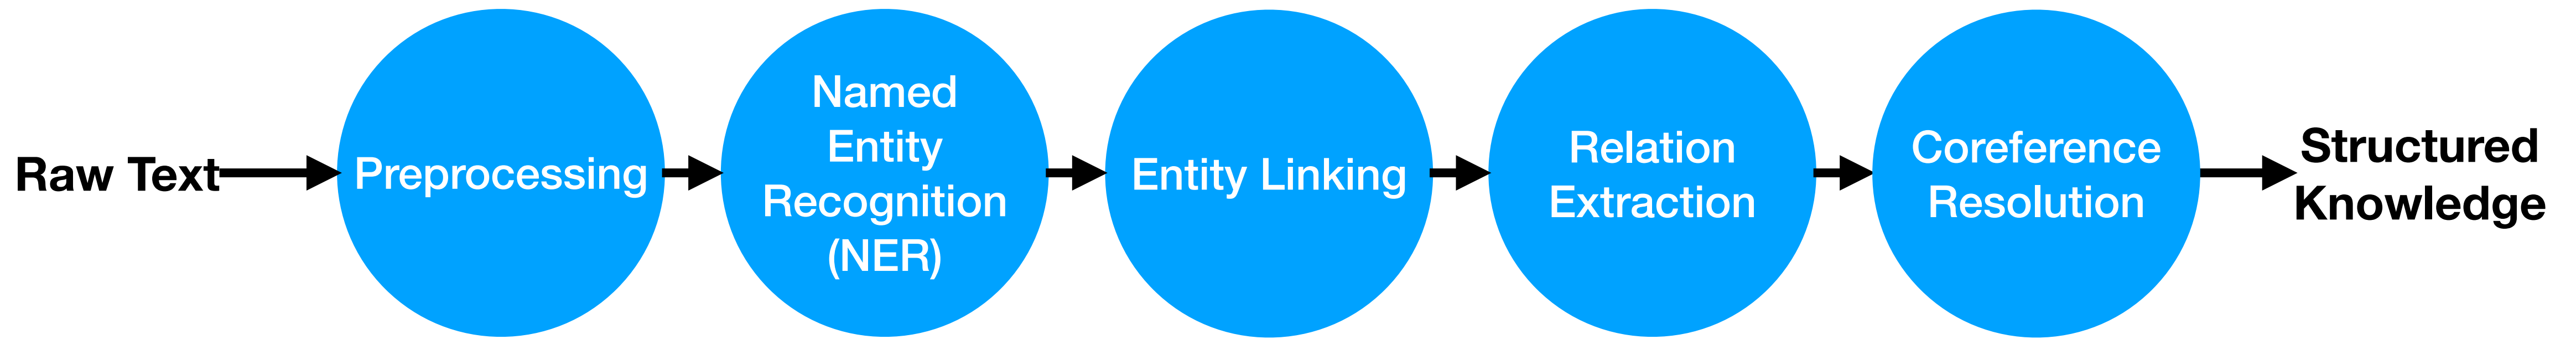 Raw Text
Preprocessing
Named
Entity
Recognition
(NER)
Entity Linking
Relation
Extraction
Coreference
Resolution
Structured
Knowledge